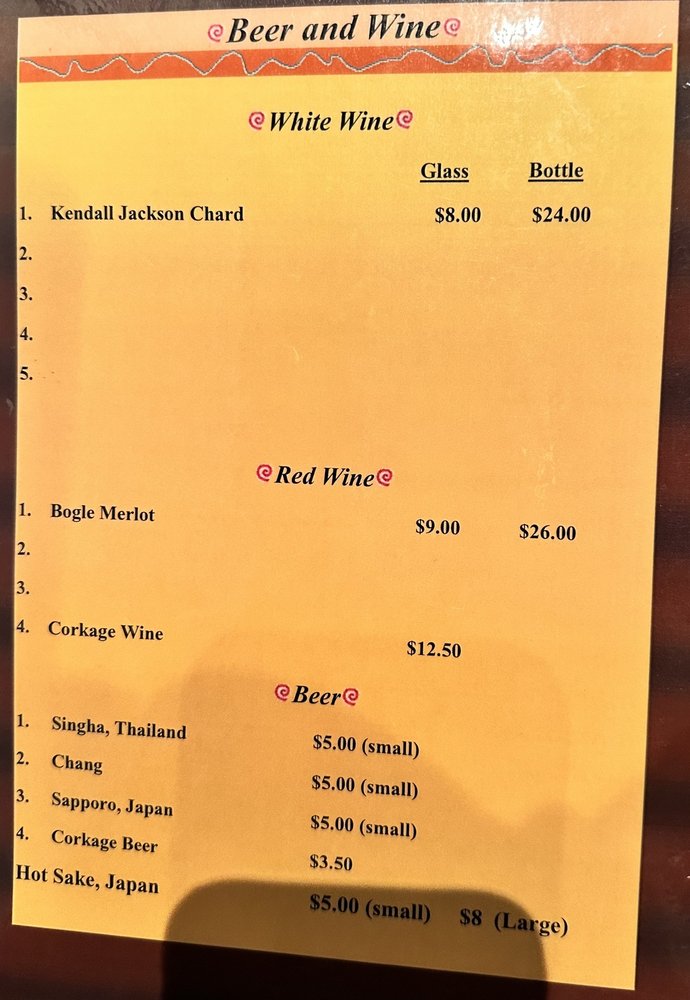 Beer and Wine
White Wine
Glass Bottle
1. Kendall Jackson Chard $8.00 $24.00
2.
3.
4.
5.
Red Wine
1. Bogle Merlot $9.00 $26.00
2.
3.
4. Corkage Wine $12.50
Beer
1. Singha, Thailand $5.00 (small)
2. Chang $5.00 (small)
3. Sapporo, Japan $5.00 (small)
4. Corkage Beer $3.50
Hot Sake, Japan $5.00 (small) $8 (Large)